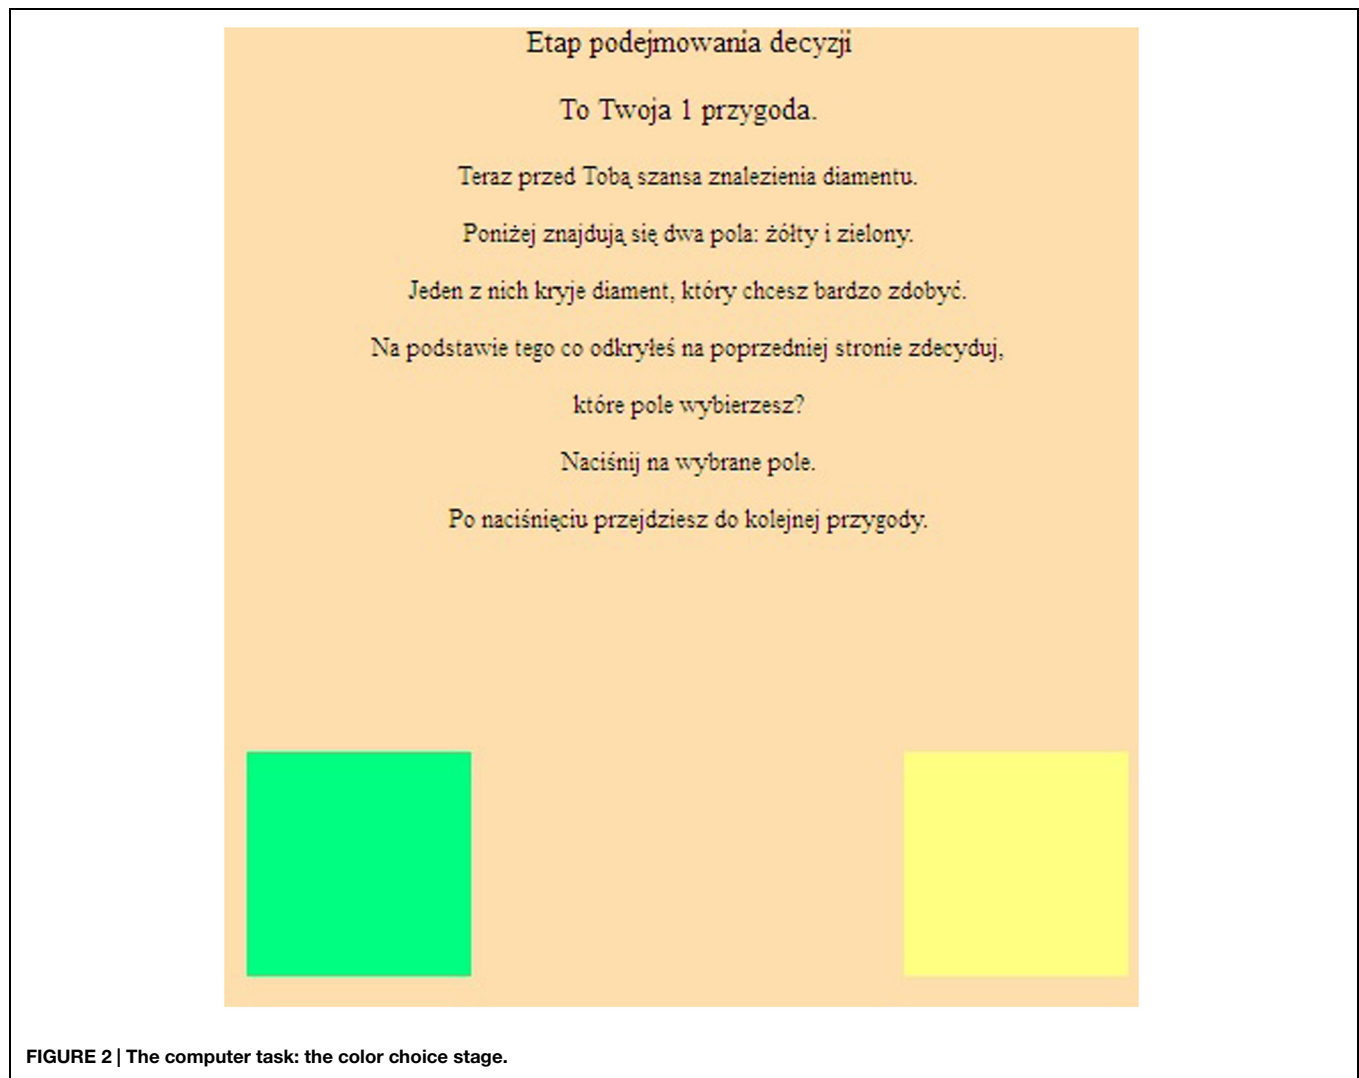 Etap podejmowania decyzji
To Twoja 1 przygoda.
Teraz przed Tobą szansa znalezienia diamentu.
Poniżej znajdują się dwa pola: żółty i zielony.
Jeden z nich kryje diament, który chcesz bardzo zdobyć.
Na podstawie tego co odkryłeś na poprzedniej stronie zdecyduj,
które pole wybierzesz?
Naciśnij na wybrane pole.
Po naciśnięciu przejdziesz do kolejnej przygody.
FIGURE 2 | The computer task: the color choice stage.